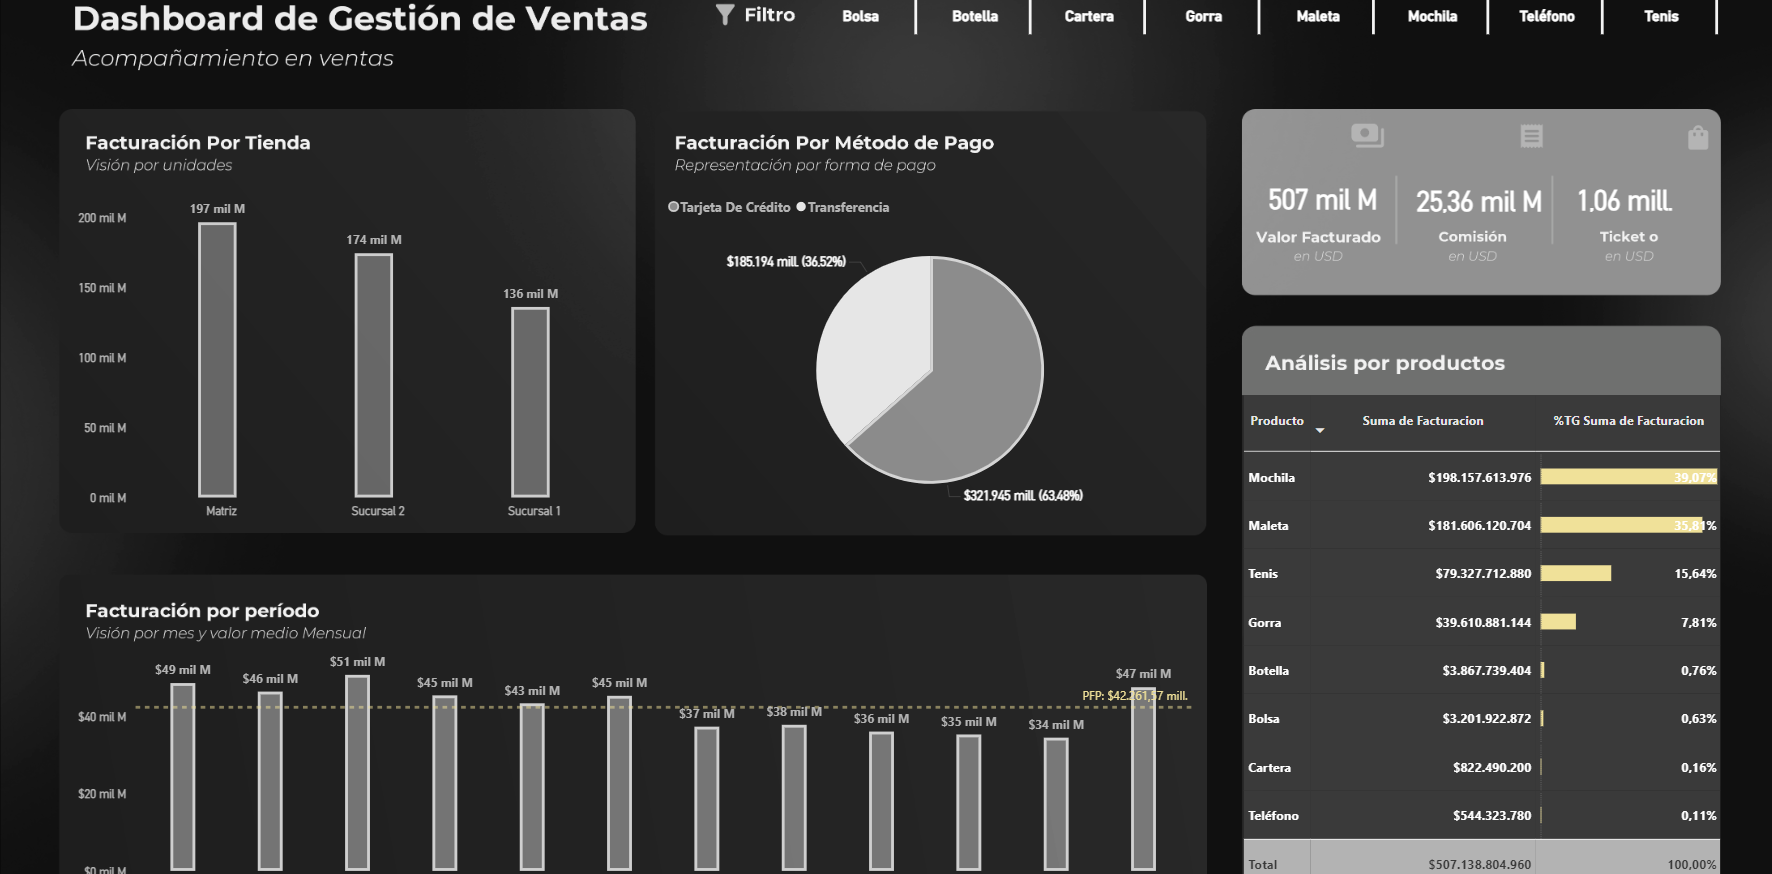 Dashboard de Gestión de Ventas
Acompañamiento en ventas
Filtro
Bolsa
Botella
Cartera
Gorra
Maleta
Mochila
Teléfono
Tenis
Facturación Por Tienda
Visión por unidades
200 mil M
150 mil M
100 mil M
50 mil M
0 mil M
197 mil M
174 mil M
136 mil M
Matriz
Sucursal 2
Sucursal 1
Facturación Por Método de Pago
Representación por forma de pago
Tarjeta De Crédito
Transferencia
$185.194 mill. (36,52%)
$321.945 mill. (63,48%)
507 mil M
Valor Facturado
en USD
25,36 mil M
Comisión
en USD
1,06 mill.
Ticket o
en USD
Análisis por productos
Producto Suma de Facturacion %TG Suma de Facturacion
Mochila $198.157.613.976 39,07%
Maleta $181.606.120.704 35,81%
Tenis $79.327.712.880 15,64%
Gorra $39.610.881.144 7,81%
Botella $3.867.739.404 0,76%
Bolsa $3.201.922.872 0,63%
Cartera $822.490.200 0,16%
Teléfono $544.323.780 0,11%
Total $507.138.804.960 100,00%
Facturación por período
Visión por mes y valor medio Mensual
$40 mil M
$20 mil M
$0 mil M
$49 mil M
$46 mil M
$51 mil M
$45 mil M
$43 mil M
$45 mil M
$37 mil M
$38 mil M
$36 mil M
$35 mil M
$34 mil M
$47 mil M
PFP: $42.261,57 mill.